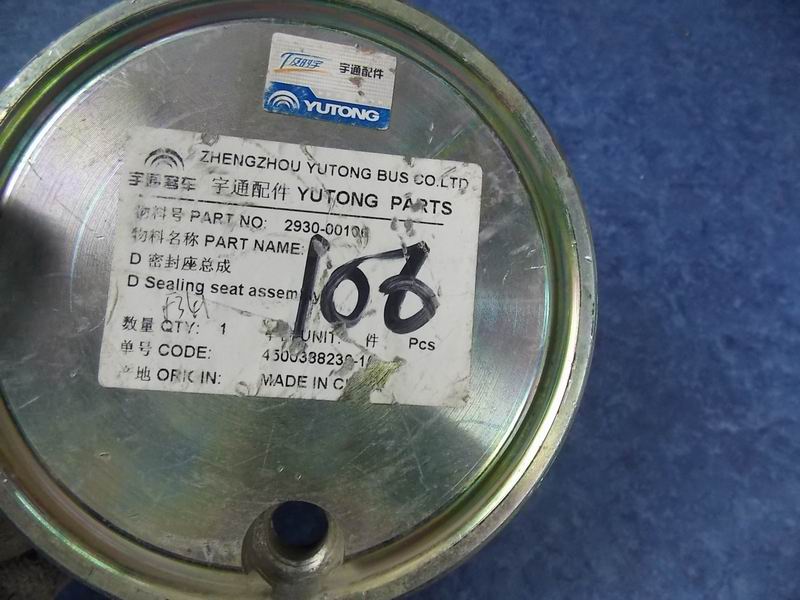 及时宇 宇通配件
YUTONG
ZHENGZHOU YUTONG BUS CO.LTD
宇通客车 宇通配件 YUTONG PARTS
物料号 PART NO: 2930-00106
物料名称 PART NAME:
D 密封座总成
D Sealing seat assembly
106
数量 QTY: 1 UNIT: 件 Pcs
单号 CODE:
产地 ORIGIN: MADE IN